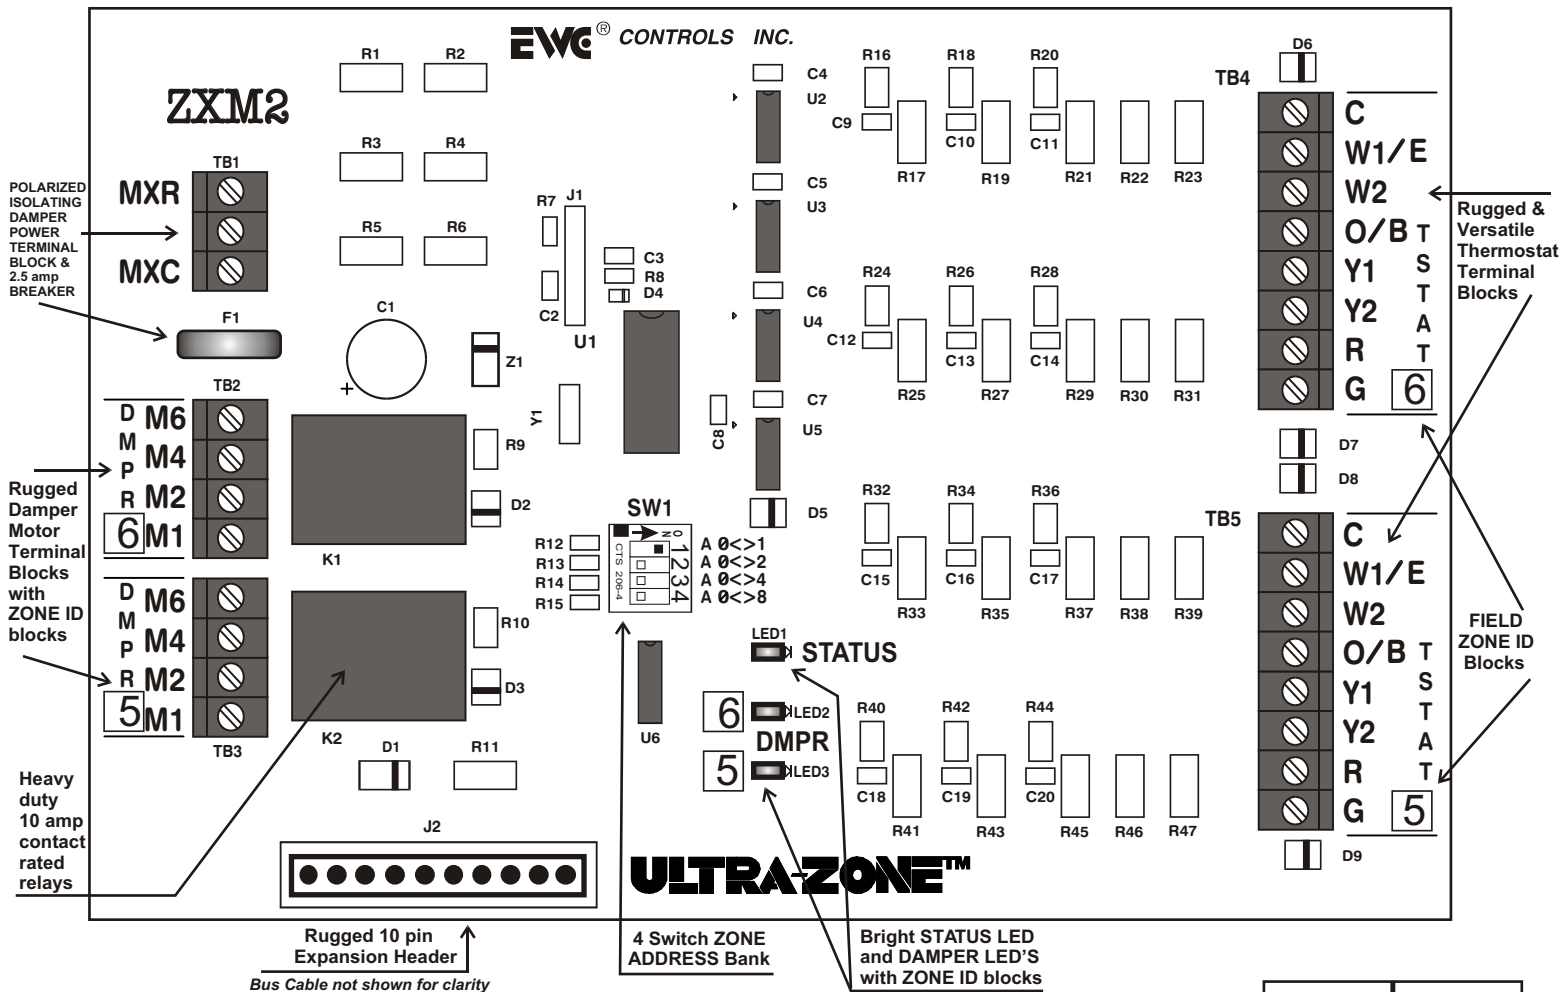 EWC® CONTROLS INC.
ZXM2
R1
R2
R3
R4
R5
R6
TB1
MXR
MXC
POLARIZED
ISOLATING
DAMPER
POWER
TERMINAL
BLOCK &
2.5 amp
BREAKER
F1
C1
+
Z1
R7
J1
C2
C3
R8
D4
U1
Y1
C8
C4
U2
C5
U3
C6
U4
C7
U5
D5
R16
C9
R17
R18
C10
R19
R20
C11
R21
R22
R23
R24
C12
R25
R26
C13
R27
R28
C14
R29
R30
R31
R32
C15
R33
R34
C16
R35
R36
C17
R37
R38
R39
R40
C18
R41
R42
C19
R43
R44
C20
R45
R46
R47
D6
TB4
C
W1/E
W2
O/B
Y1
Y2
R
G
TSTAT
6
Rugged &
Versatile
Thermostat
Terminal
Blocks
D7
D8
TB5
C
W1/E
W2
O/B
Y1
Y2
R
G
TSTAT
5
FIELD
ZONE ID
Blocks
D9
TB2
DMPR
M6
M4
M2
M1
6
R9
D2
K1
Rugged
Damper
Motor
Terminal
Blocks
with
ZONE ID
blocks
DMPR
M6
M4
M2
M1
5
TB3
R10
D3
K2
D1
R11
Heavy
duty
10 amp
contact
rated
relays
SW1
R12
R13
R14
R15
ON
CTS 206-4
1234
A 0<>1
A 0<>2
A 0<>4
A 0<>8
U6
LED1
STATUS
6
LED2
DMPR
5
LED3
J2
ULTRA-ZONE™
Rugged 10 pin
Expansion Header
Bus Cable not shown for clarity
4 Switch ZONE
ADDRESS Bank
Bright STATUS LED
and DAMPER LED'S
with ZONE ID blocks